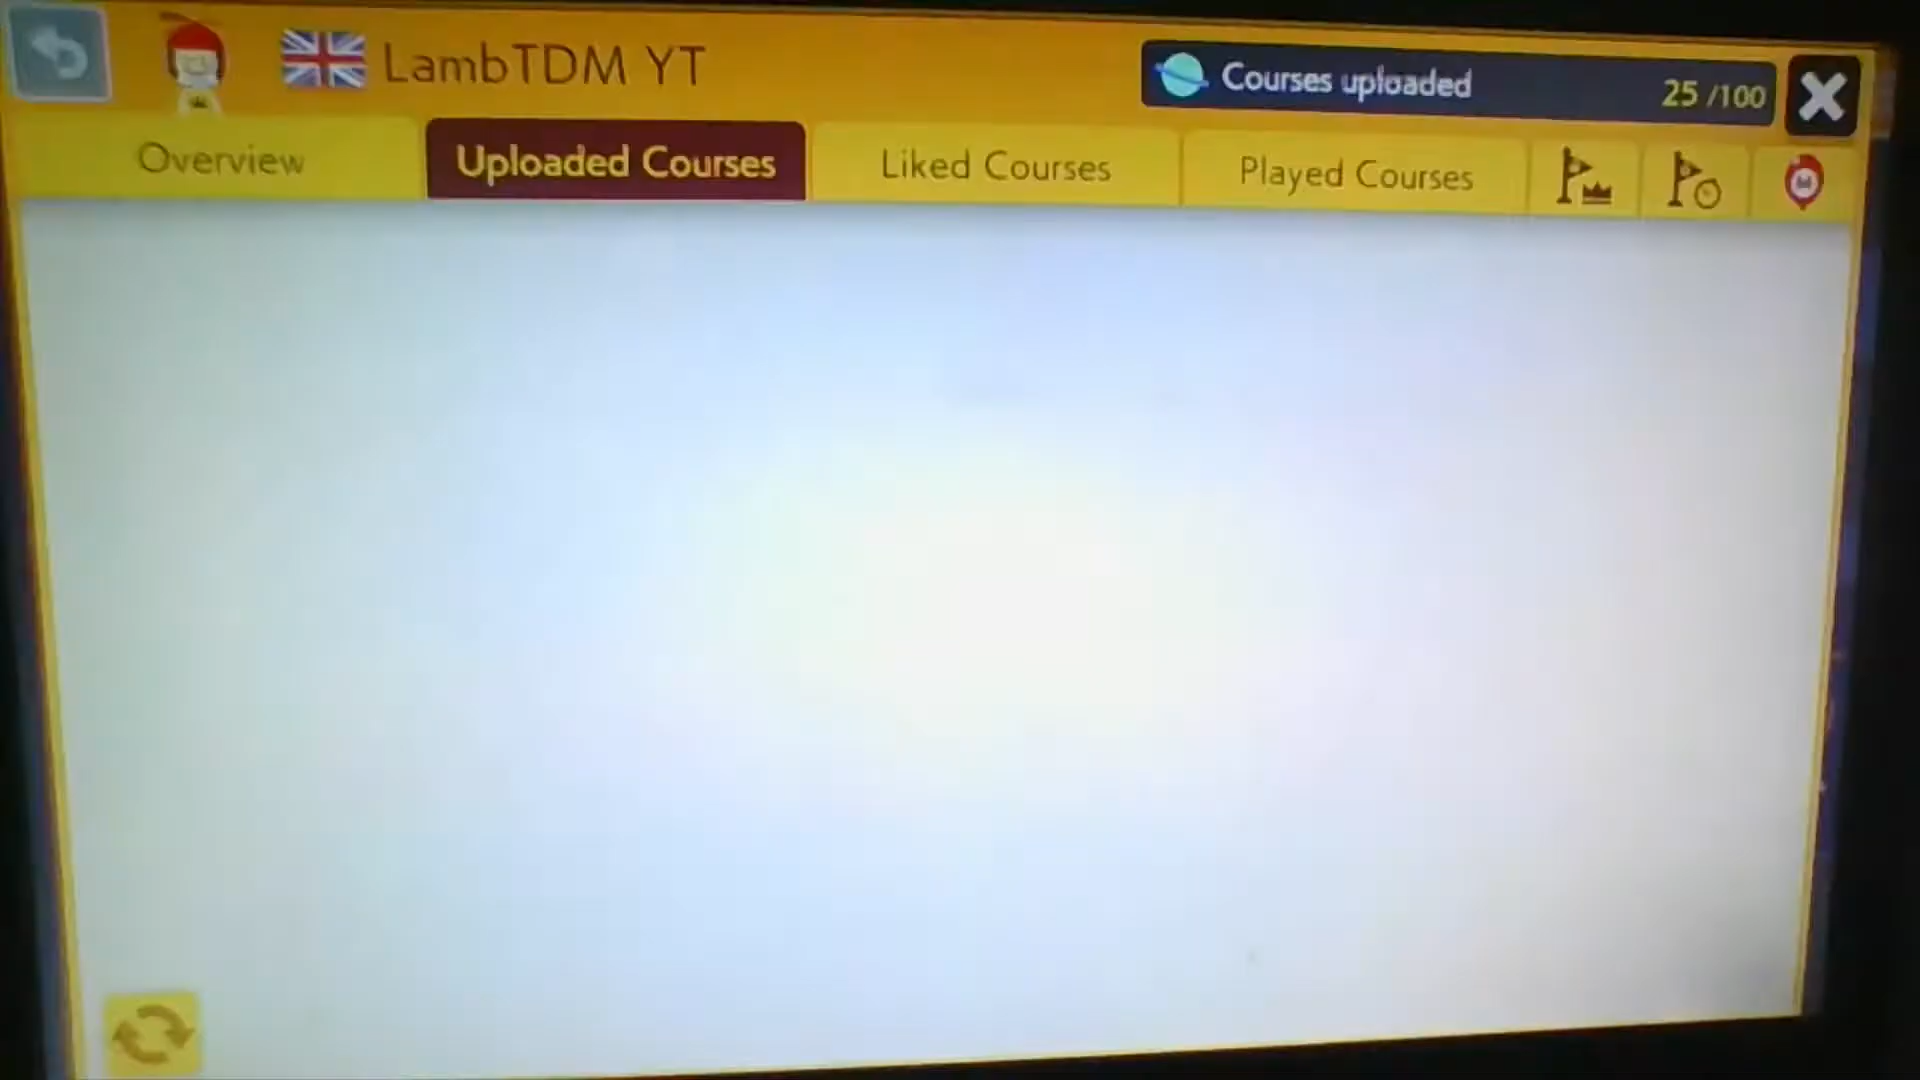 LambTDM YT
Courses uploaded 25 /100
Overview
Uploaded Courses
Liked Courses
Played Courses